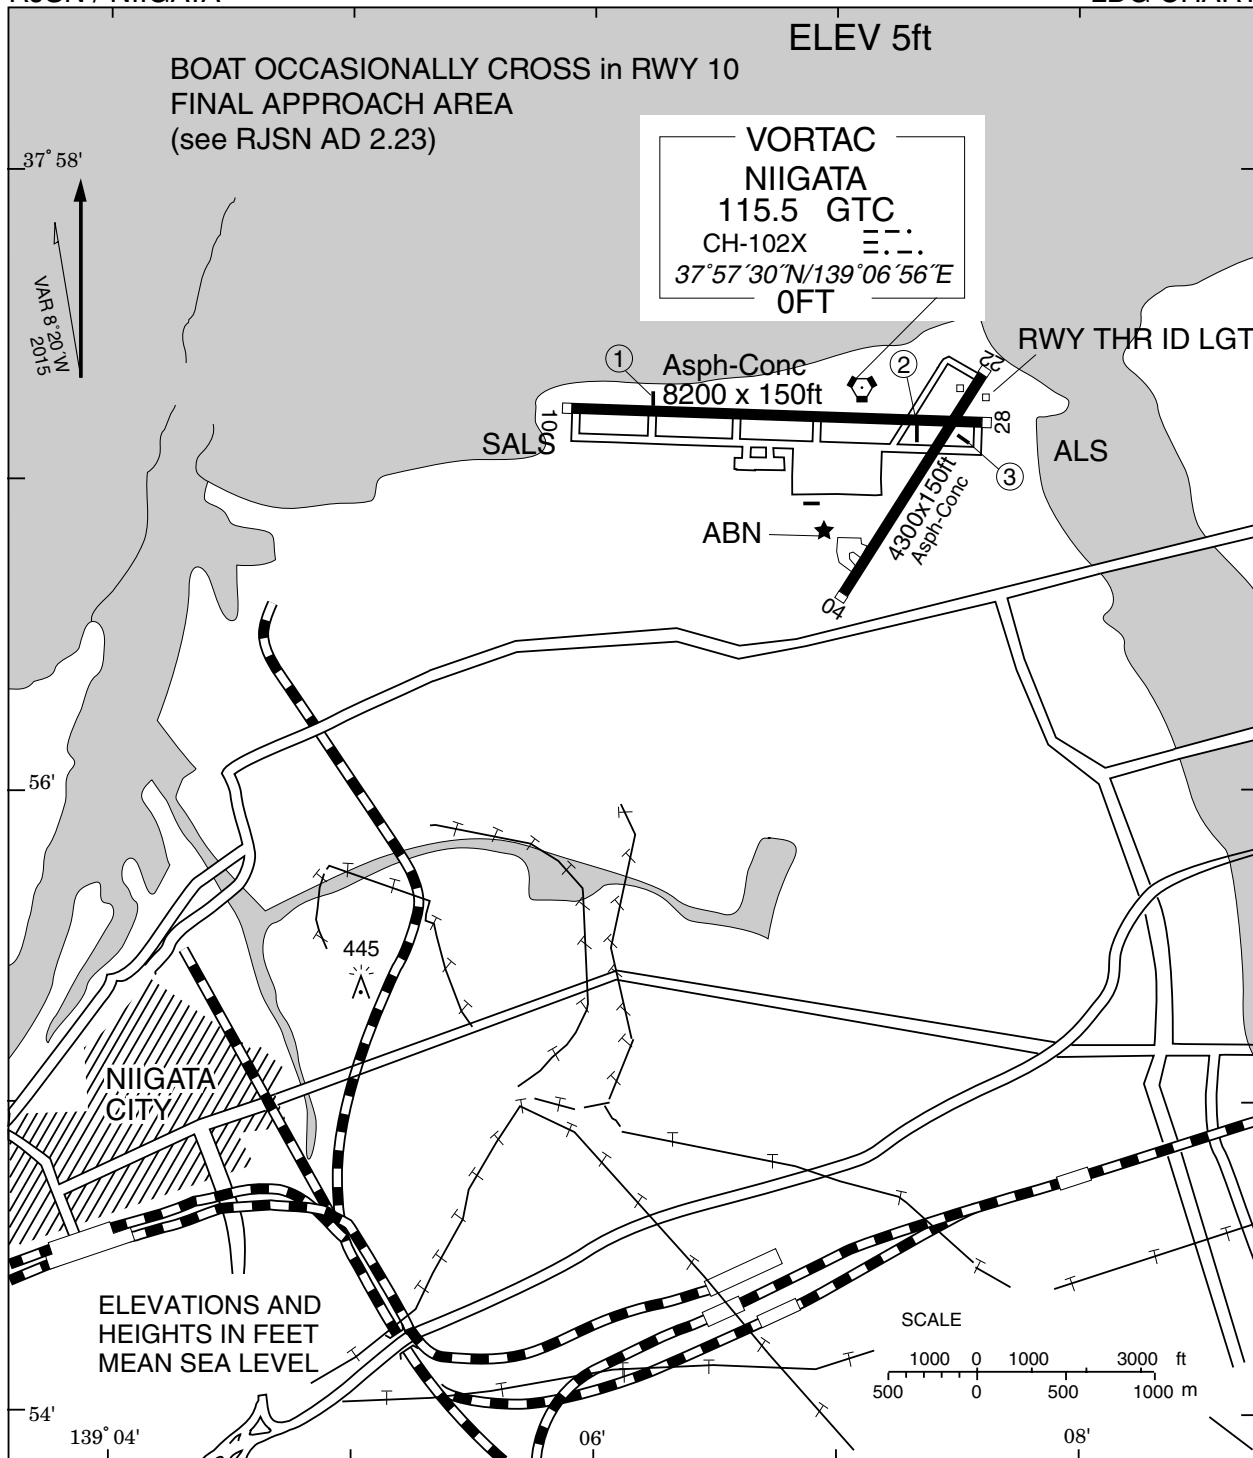 RJSN / NIIGATA
LDG CHART
ELEV 5ft
BOAT OCCASIONALLY CROSS in RWY 10
FINAL APPROACH AREA
(see RJSN AD 2.23)
37°58'
VAR 8°20'W
2015
VORTAC
NIIGATA
115.5 GTC
CH-102X
37°57´30˝N/139°06´56˝E
0FT
RWY THR ID LGT
1
Asph-Conc
8200 x 150ft
2
22
10
28
SALS
ALS
3
4300x150ft
Asph-Conc
ABN
04
56'
445
NIIGATA
CITY
ELEVATIONS AND
HEIGHTS IN FEET
MEAN SEA LEVEL
SCALE
1000 0 1000 3000 ft
500 0 500 1000 m
54'
139°04'
06'
08'